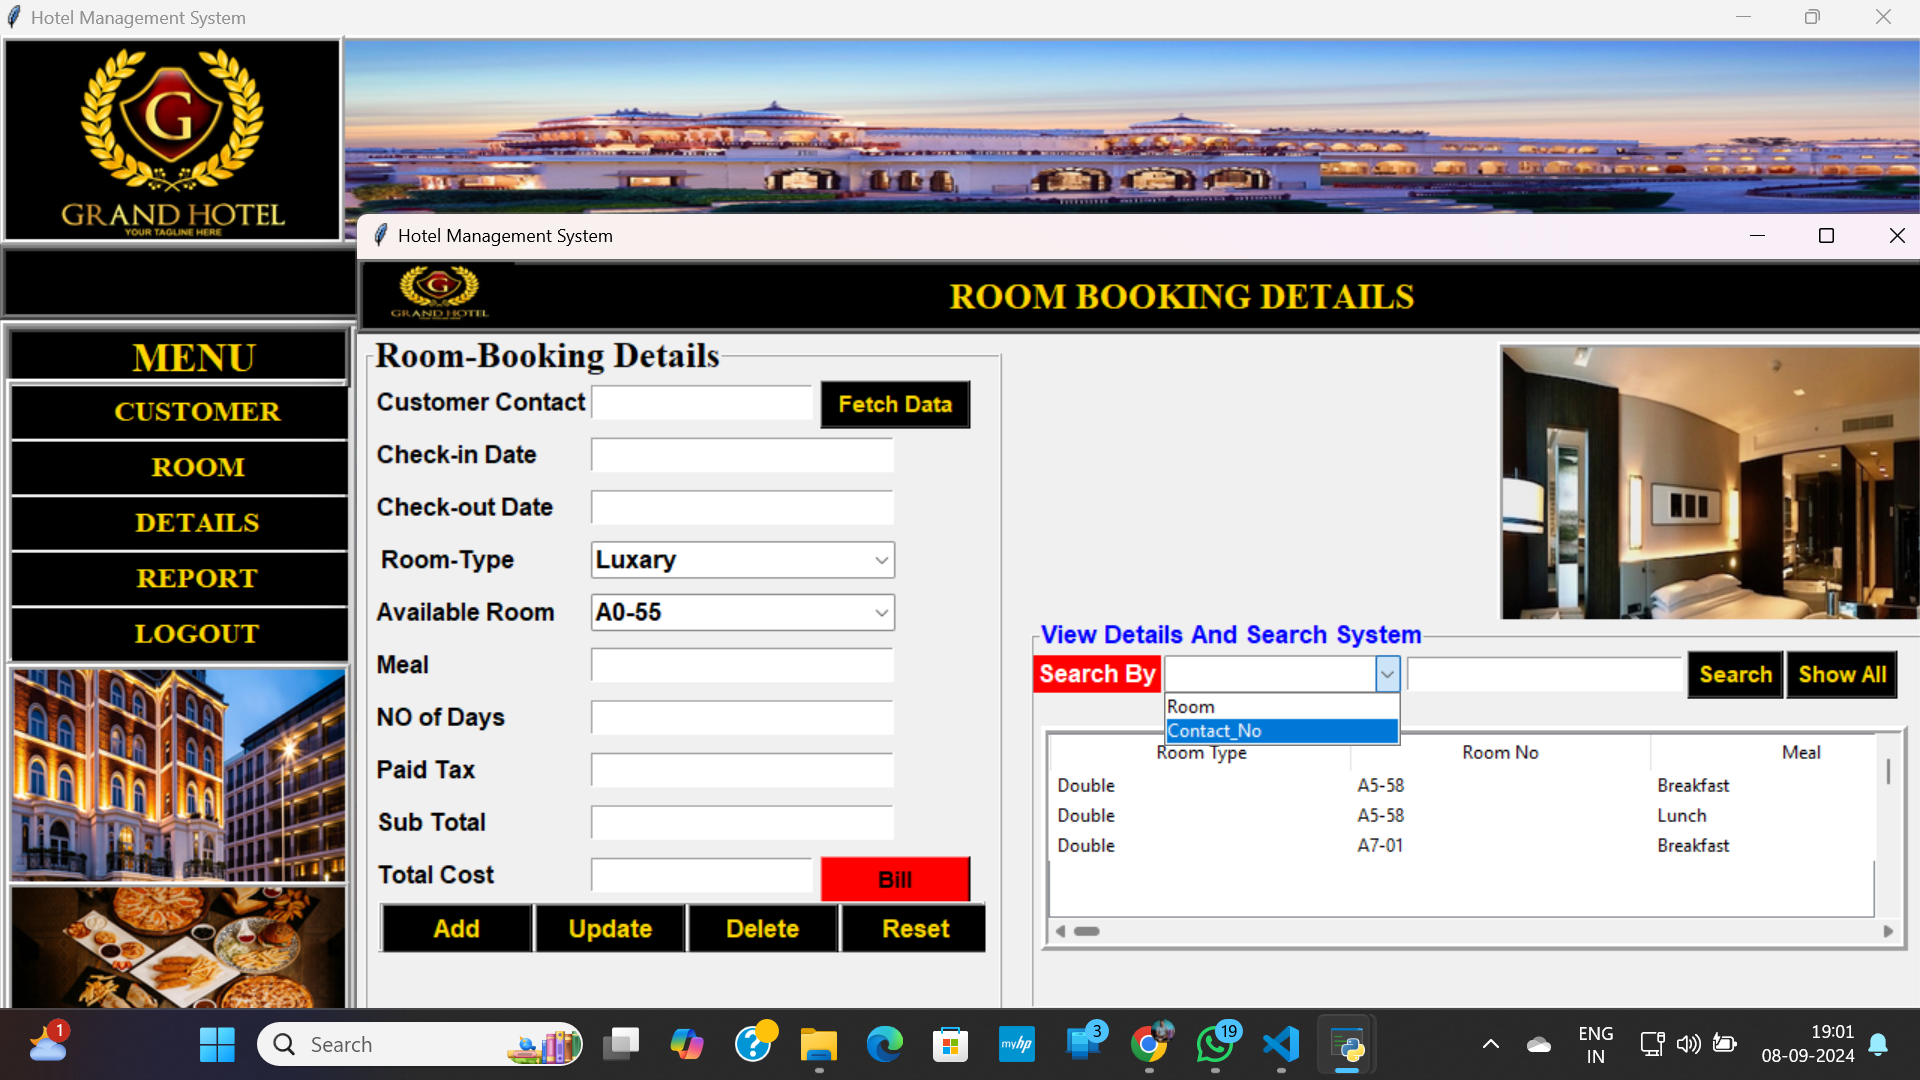 Hotel Management System
G
GRAND HOTEL
YOUR TAGLINE HERE
Hotel Management System
G
GRAND HOTEL
ROOM BOOKING DETAILS
MENU
CUSTOMER
ROOM
DETAILS
REPORT
LOGOUT
Room-Booking Details
Customer Contact
Fetch Data
Check-in Date
Check-out Date
Room-Type Luxary
Available Room A0-55
Meal
NO of Days
Paid Tax
Sub Total
Total Cost
Bill
Add Update Delete Reset
View Details And Search System
Search By Search Show All
Room
Contact_No
Room Type Room No Meal
Double A5-58 Breakfast
Double A5-58 Lunch
Double A7-01 Breakfast
1
Search
?
myhp
3
19
ENG
IN
19:01
08-09-2024